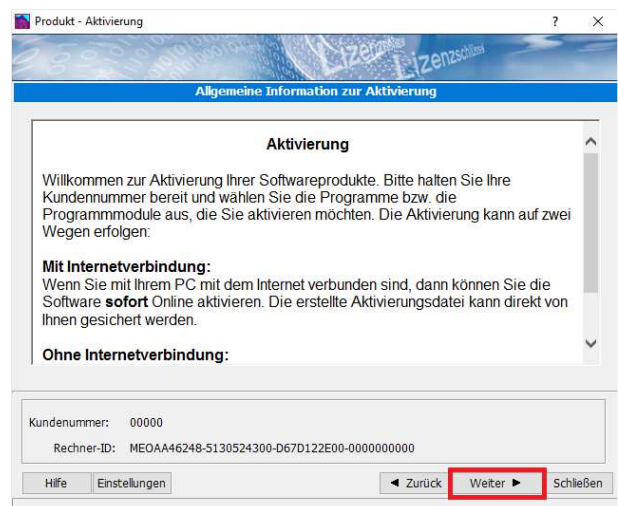 Produkt - Aktivierung
?
Lizenzschlüssel
Allgemeine Information zur Aktivierung
Aktivierung
Willkommen zur Aktivierung Ihrer Softwareprodukte. Bitte halten Sie Ihre
Kundennummer bereit und wählen Sie die Programme bzw. die
Programmmodule aus, die Sie aktivieren möchten. Die Aktivierung kann auf zwei
Wegen erfolgen:
Mit Internetverbindung:
Wenn Sie mit Ihrem PC mit dem Internet verbunden sind, dann können Sie die
Software sofort Online aktivieren. Die erstellte Aktivierungsdatei kann direkt von
Ihnen gesichert werden.
Ohne Internetverbindung:
Kundenummer: 00000
Rechner-ID: MEOAA46248-5130524300-D67D122E00-0000000000
Hilfe Einstellungen ◄ Zurück Weiter ► Schließen